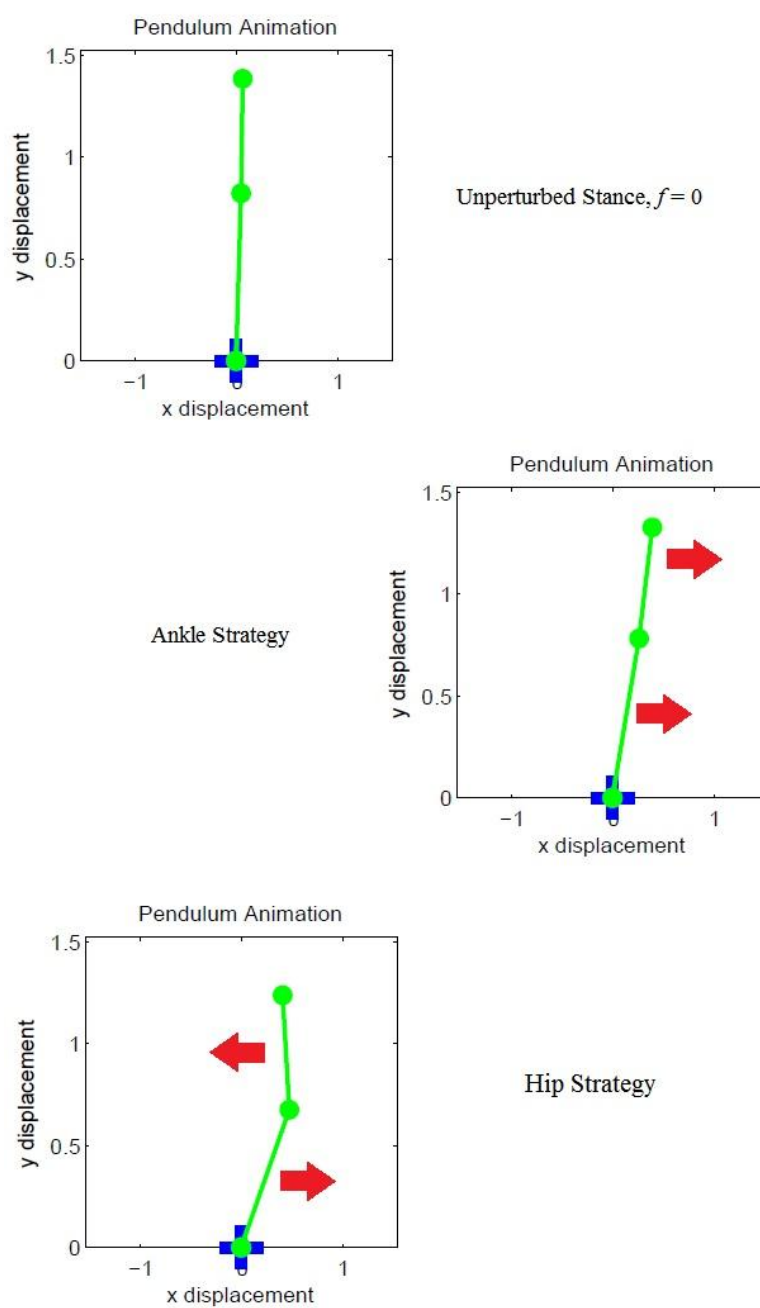 Pendulum Animation
1.5
1
0.5
0
y displacement
−1
0
1
x displacement
Unperturbed Stance, f = 0
Pendulum Animation
1.5
1
0.5
0
y displacement
−1
0
1
x displacement
Ankle Strategy
Pendulum Animation
1.5
1
0.5
0
y displacement
−1
0
1
x displacement
Hip Strategy